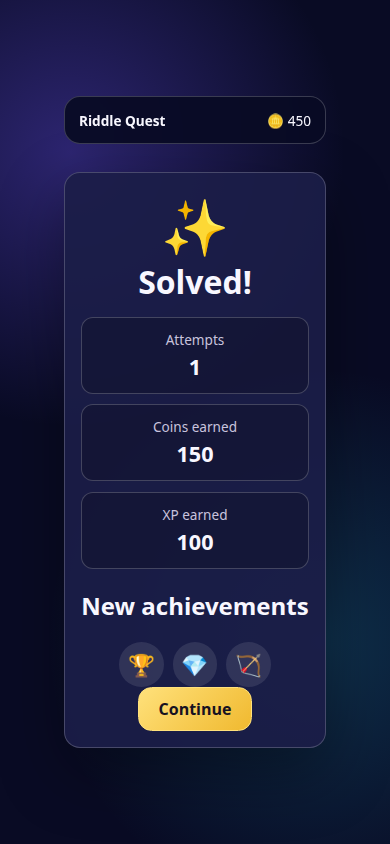 Riddle Quest
450
Solved!
Attempts
1
Coins earned
150
XP earned
100
New achievements
Continue